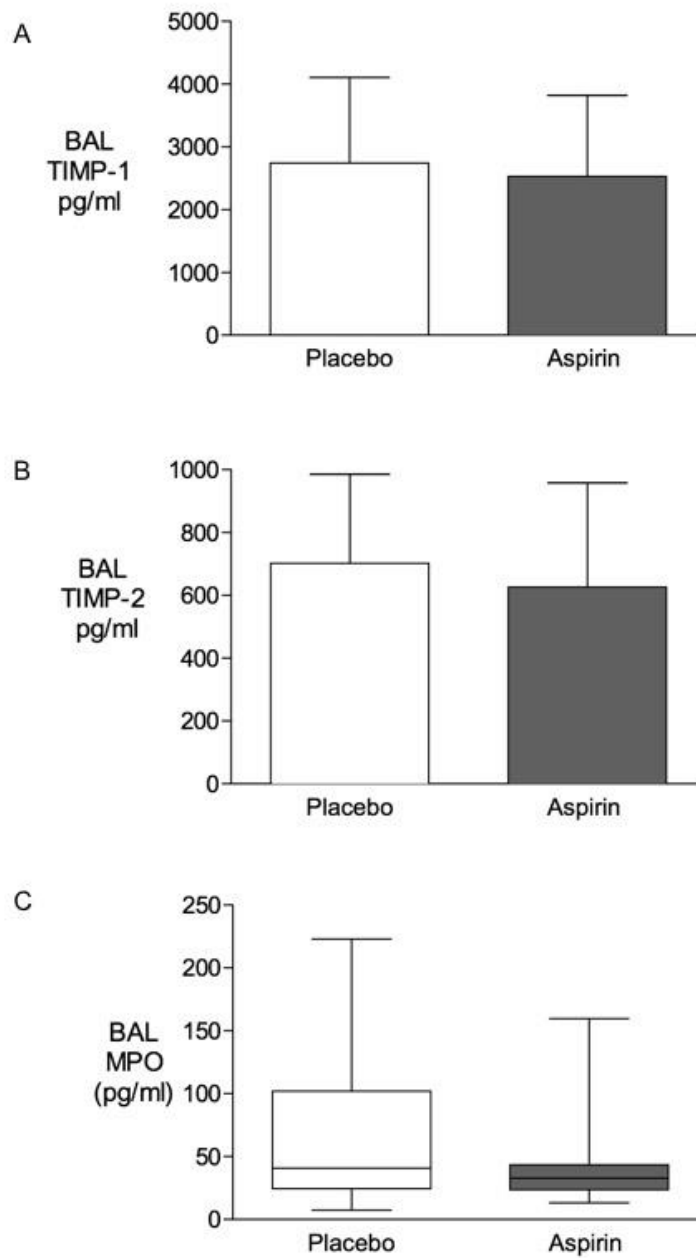 A
BAL
TIMP-1
pg/ml
5000
4000
3000
2000
1000
0
Placebo Aspirin
B
BAL
TIMP-2
pg/ml
1000
800
600
400
200
0
Placebo Aspirin
C
BAL
MPO
(pg/ml)
250
200
150
100
50
0
Placebo Aspirin